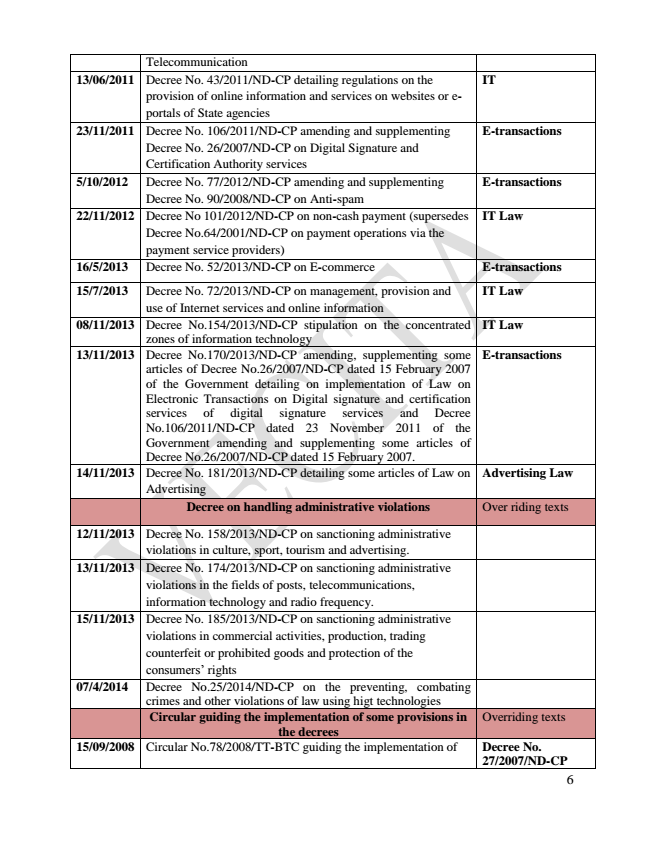 Telecommunication
13/06/2011 Decree No. 43/2011/ND-CP detailing regulations on the IT
provision of online information and services on websites or e-
portals of State agencies
23/11/2011 Decree No. 106/2011/ND-CP amending and supplementing E-transactions
Decree No. 26/2007/ND-CP on Digital Signature and
Certification Authority services
5/10/2012 Decree No. 77/2012/ND-CP amending and supplementing E-transactions
Decree No. 90/2008/ND-CP on Anti-spam
22/11/2012 Decree No 101/2012/ND-CP on non-cash payment (supersedes IT Law
Decree No.64/2001/ND-CP on payment operations via the
payment service providers)
16/5/2013 Decree No. 52/2013/ND-CP on E-commerce E-transactions
15/7/2013 Decree No. 72/2013/ND-CP on management, provision and IT Law
use of Internet services and online information
08/11/2013 Decree No.154/2013/ND-CP stipulation on the concentrated IT Law
zones of information technology
13/11/2013 Decree No.170/2013/ND-CP amending, supplementing some E-transactions
articles of Decree No.26/2007/ND-CP dated 15 February 2007
of the Government detailing on implementation of Law on
Electronic Transactions on Digital signature and certification
services of digital signature services and Decree
No.106/2011/ND-CP dated 23 November 2011 of the
Government amending and supplementing some articles of
Decree No.26/2007/ND-CP dated 15 February 2007.
14/11/2013 Decree No. 181/2013/ND-CP detailing some articles of Law on Advertising Law
Advertising
Decree on handling administrative violations Over riding texts
12/11/2013 Decree No. 158/2013/ND-CP on sanctioning administrative
violations in culture, sport, tourism and advertising.
13/11/2013 Decree No. 174/2013/ND-CP on sanctioning administrative
violations in the fields of posts, telecommunications,
information technology and radio frequency.
15/11/2013 Decree No. 185/2013/ND-CP on sanctioning administrative
violations in commercial activities, production, trading
counterfeit or prohibited goods and protection of the
consumers’ rights
07/4/2014 Decree No.25/2014/ND-CP on the preventing, combating
crimes and other violations of law using higt technologies
Circular guiding the implementation of some provisions in Overriding texts
the decrees
15/09/2008 Circular No.78/2008/TT-BTC guiding the implementation of Decree No.
27/2007/ND-CP
6
VECITA